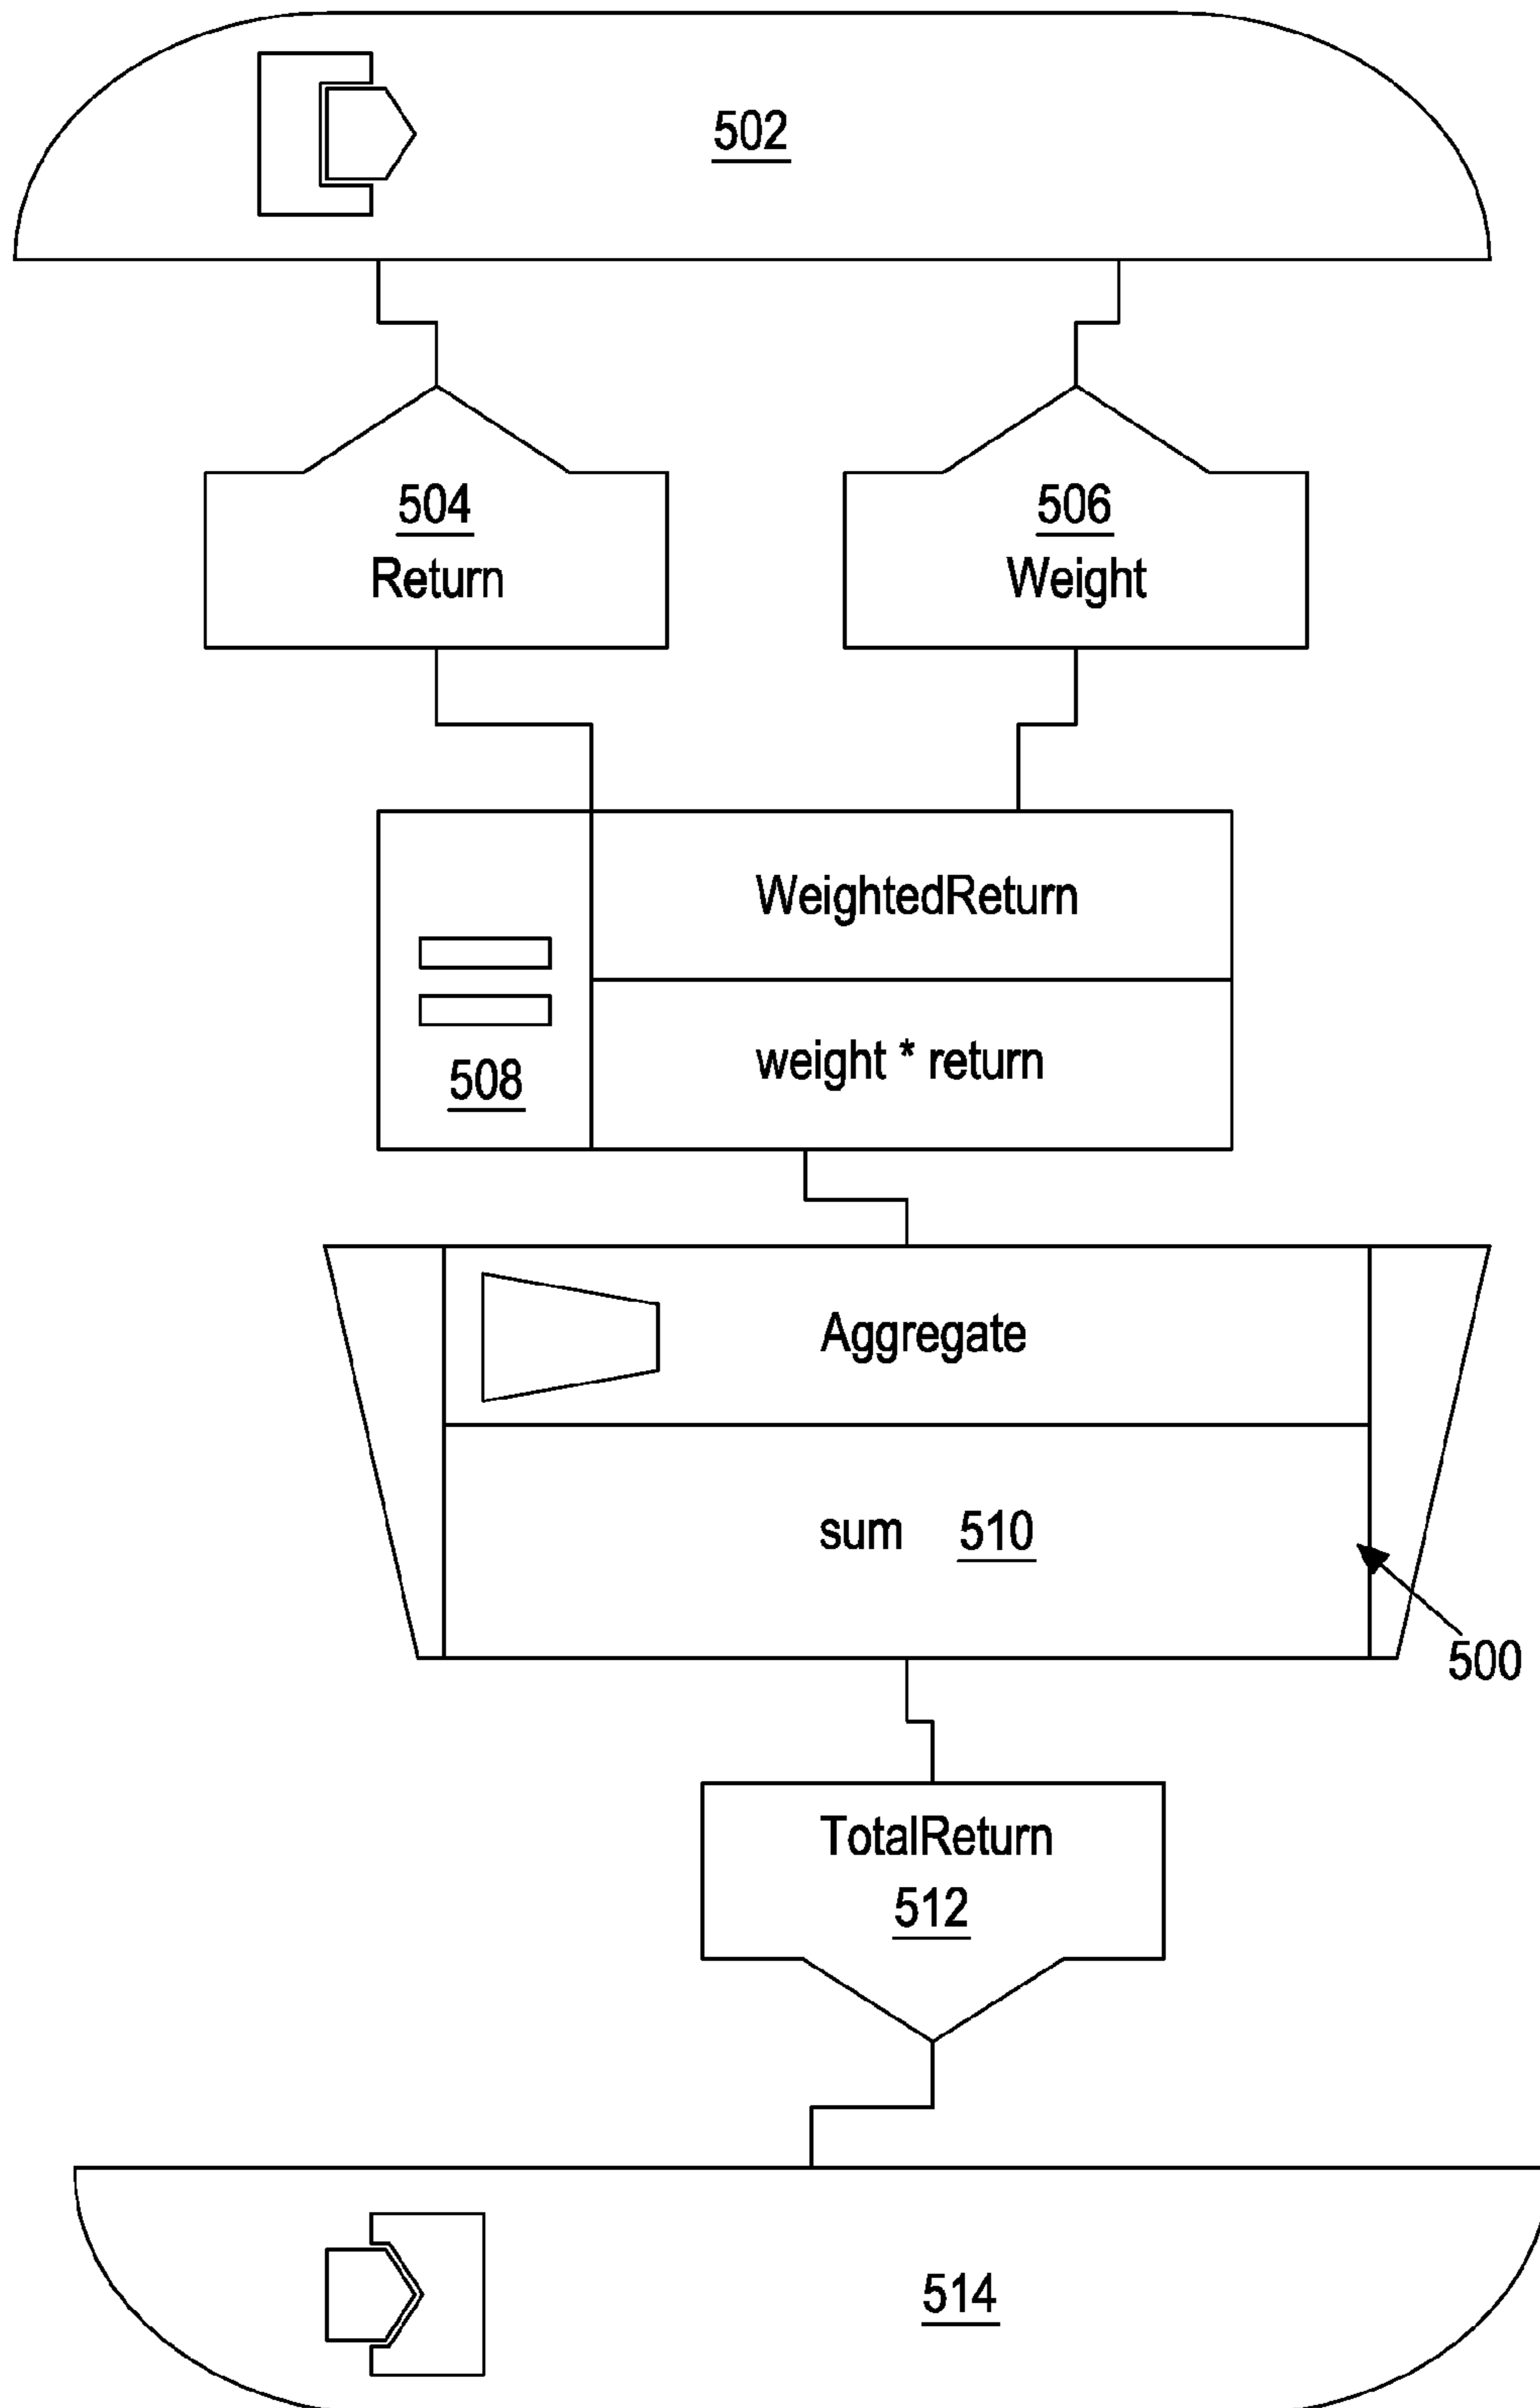 502
504
Return
506
Weight
WeightedReturn
weight * return
508
Aggregate
sum 510
500
TotalReturn
512
514